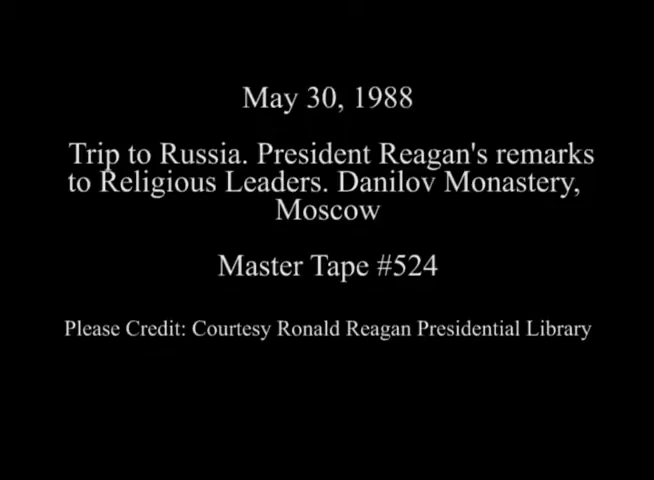 May 30, 1988
Trip to Russia. President Reagan's remarks
to Religious Leaders. Danilov Monastery,
Moscow
Master Tape #524
Please Credit: Courtesy Ronald Reagan Presidential Library